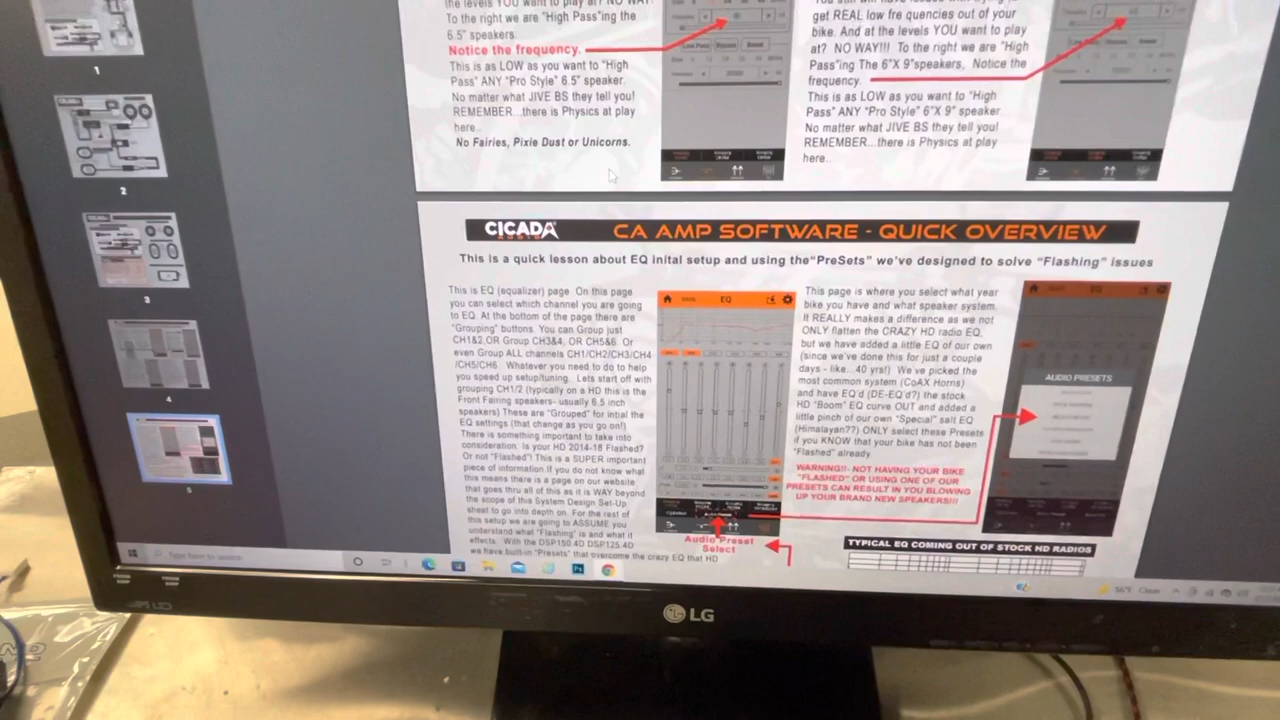 the levels YOU want to play at? NO WAY!
To the right we are "High Pass"ing the
6.5" speakers.
Notice the frequency.
This is as LOW as you want to "High
Pass" ANY "Pro Style" 6.5" speaker.
No matter what JIVE BS they tell you!
REMEMBER...there is Physics at play
here..
No Fairies, Pixie Dust or Unicorns.
get REAL low fre quencies out of your
bike. And at the levels YOU want to play
at? NO WAY!!! To the right we are "High
Pass"ing The 6"X 9"speakers, Notice the
frequency.
This is as LOW as you want to "High
Pass" ANY "Pro Style" 6"X 9" speaker
No matter what JIVE BS they tell you!
REMEMBER...there is Physics at play
here..
1
2
3
4
5
CICADA
AUDIO
CA AMP SOFTWARE - QUICK OVERVIEW
This is a quick lesson about EQ inital setup and using the"PreSets" we've designed to solve "Flashing" issues
This is EQ (equalizer) page On this page
you can select which channel you are going
to EQ. At the bottom of the page there are
"Grouping" buttons. You can Group just
CH1&2,OR Group CH3&4, OR CH5&6. Or
even Group ALL channels CH1/CH2/CH3/CH4
/CH5/CH6. Whatever you need to do to help
you speed up setup/tuning. Lets start off with
grouping CH1/2 (typically on a HD this is the
Front Fairing speakers- usually 6.5 inch
speakers) These are "Grouped" for intial the
EQ settings (that change as you go on!)
There is something important to take into
consideration. Is your HD 2014-18 Flashed?
Or not "Flashed"! This is a SUPER important
piece of information.If you do not know what
this means there is a page on our website
that goes thru all of this as it is WAY beyond
the scope of this System Design Set-Up
sheet to go into depth on. For the rest of
this setup we are going to ASSUME you
understand what "Flashing" is and what it
effects. With the DSP150.4D DSP125.4D
we have built-in "Presets" that overcome the crazy EQ that HD
EQ
Audio Preset
Select
This page is where you select what year
bike you have and what speaker system.
It REALLY makes a difference as we not
ONLY flatten the CRAZY HD radio EQ,
but we have added a little EQ of our own
(since we've done this for just a couple
days - like...40 yrs!) We've picked the
most common system (CoAX Horns)
and have EQ'd (DE-EQ'd?) the stock
HD "Boom" EQ curve OUT and added a
little pinch of our own "Special" salt EQ
(Himalayan??) ONLY select these Presets
if you KNOW that your bike has not been
"Flashed" already.
WARNING!!- NOT HAVING YOUR BIKE
"FLASHED" OR USING ONE OF OUR
PRESETS CAN RESULT IN YOU BLOWING
UP YOUR BRAND NEW SPEAKERS!!!
EQ
AUDIO PRESETS
TYPICAL EQ COMING OUT OF STOCK HD RADIOS
Type here to search
56°F Clear
LG